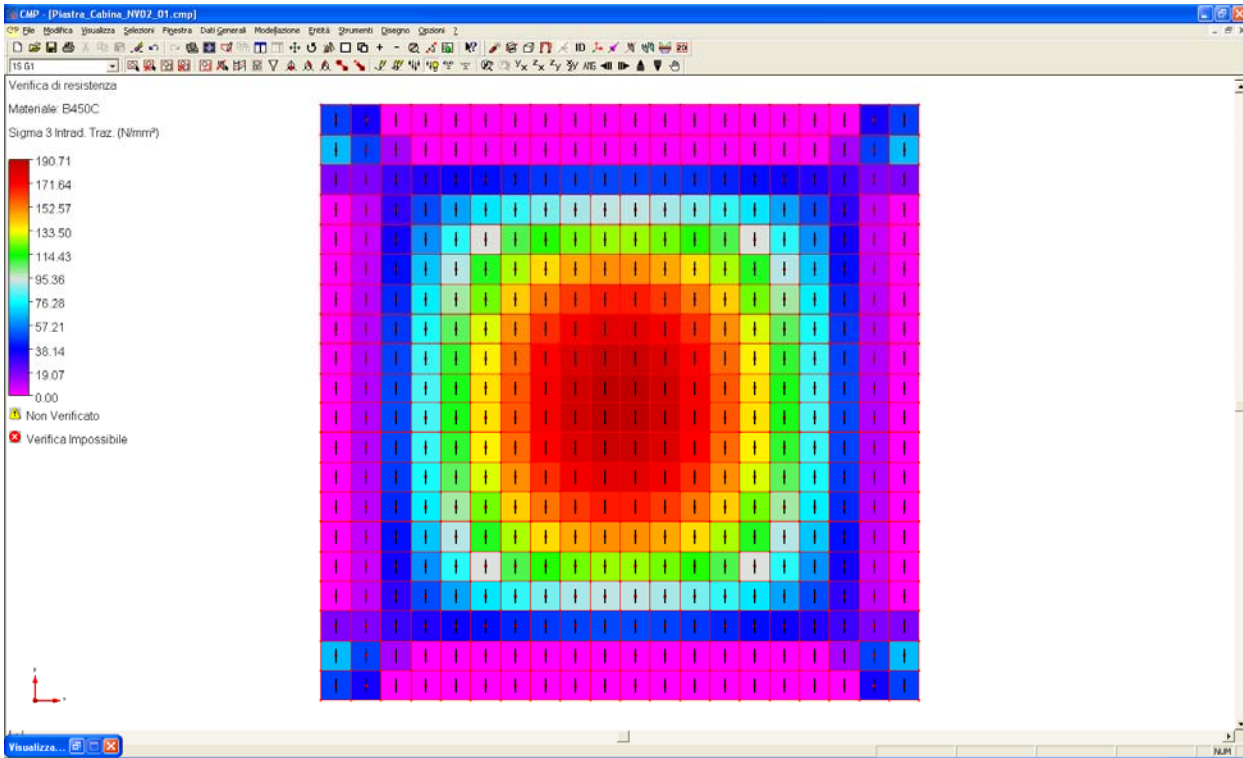 CMP - [Piastra_Cabina_NV02_01.cmp]
File Modifica Visualizza Selezioni Finestra Dati Generali Modellazione Entità Strumenti Disegno Opzioni ?
ID 2D
1S G1
Verifica di resistenza
Materiale: B450C
Sigma 3 Intrad. Traz. (N/mm²)
190.71
171.64
152.57
133.50
114.43
95.36
76.28
57.21
38.14
19.07
0.00
Non Verificato
Verifica Impossibile
Visualizza...
NUM